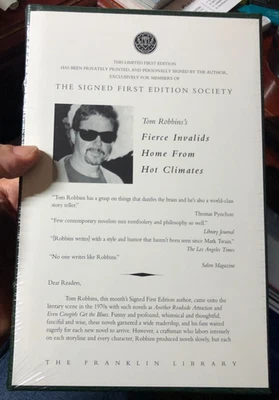 THIS LIMITED FIRST EDITION
HAS BEEN PRIVATELY PRINTED, AND PERSONALLY SIGNED BY THE AUTHOR,
EXCLUSIVELY FOR MEMBERS OF
THE SIGNED FIRST EDITION SOCIETY
Tom Robbins's
Fierce Invalids
Home From
Hot Climates
"Tom Robbins has a grasp on things that dazzles the brain and he's also a world-class
story teller."
Thomas Pynchon
"Few contemporary novelists mix tomfoolery and philosophy so well."
Library Journal
"[Robbins writes] with a style and humor that haven't been seen since Mark Twain."
The Los Angeles Times
"No one writes like Robbins."
Salon Magazine
Dear Readers,
Tom Robbins, this month's Signed First Edition author, came onto the
literary scene in the 1970s with such novels as Another Roadside Attraction and
Even Cowgirls Get the Blues. Funny and profound, whimsical and thoughtful,
fanciful and wise, these novels garnered a wide readership, and his fans waited
eagerly for each new novel to arrive. However, a craftsman who labors intensely
on each storyline and every character, Robbins produced novels slowly, but each
THE FRANKLIN LIBRARY